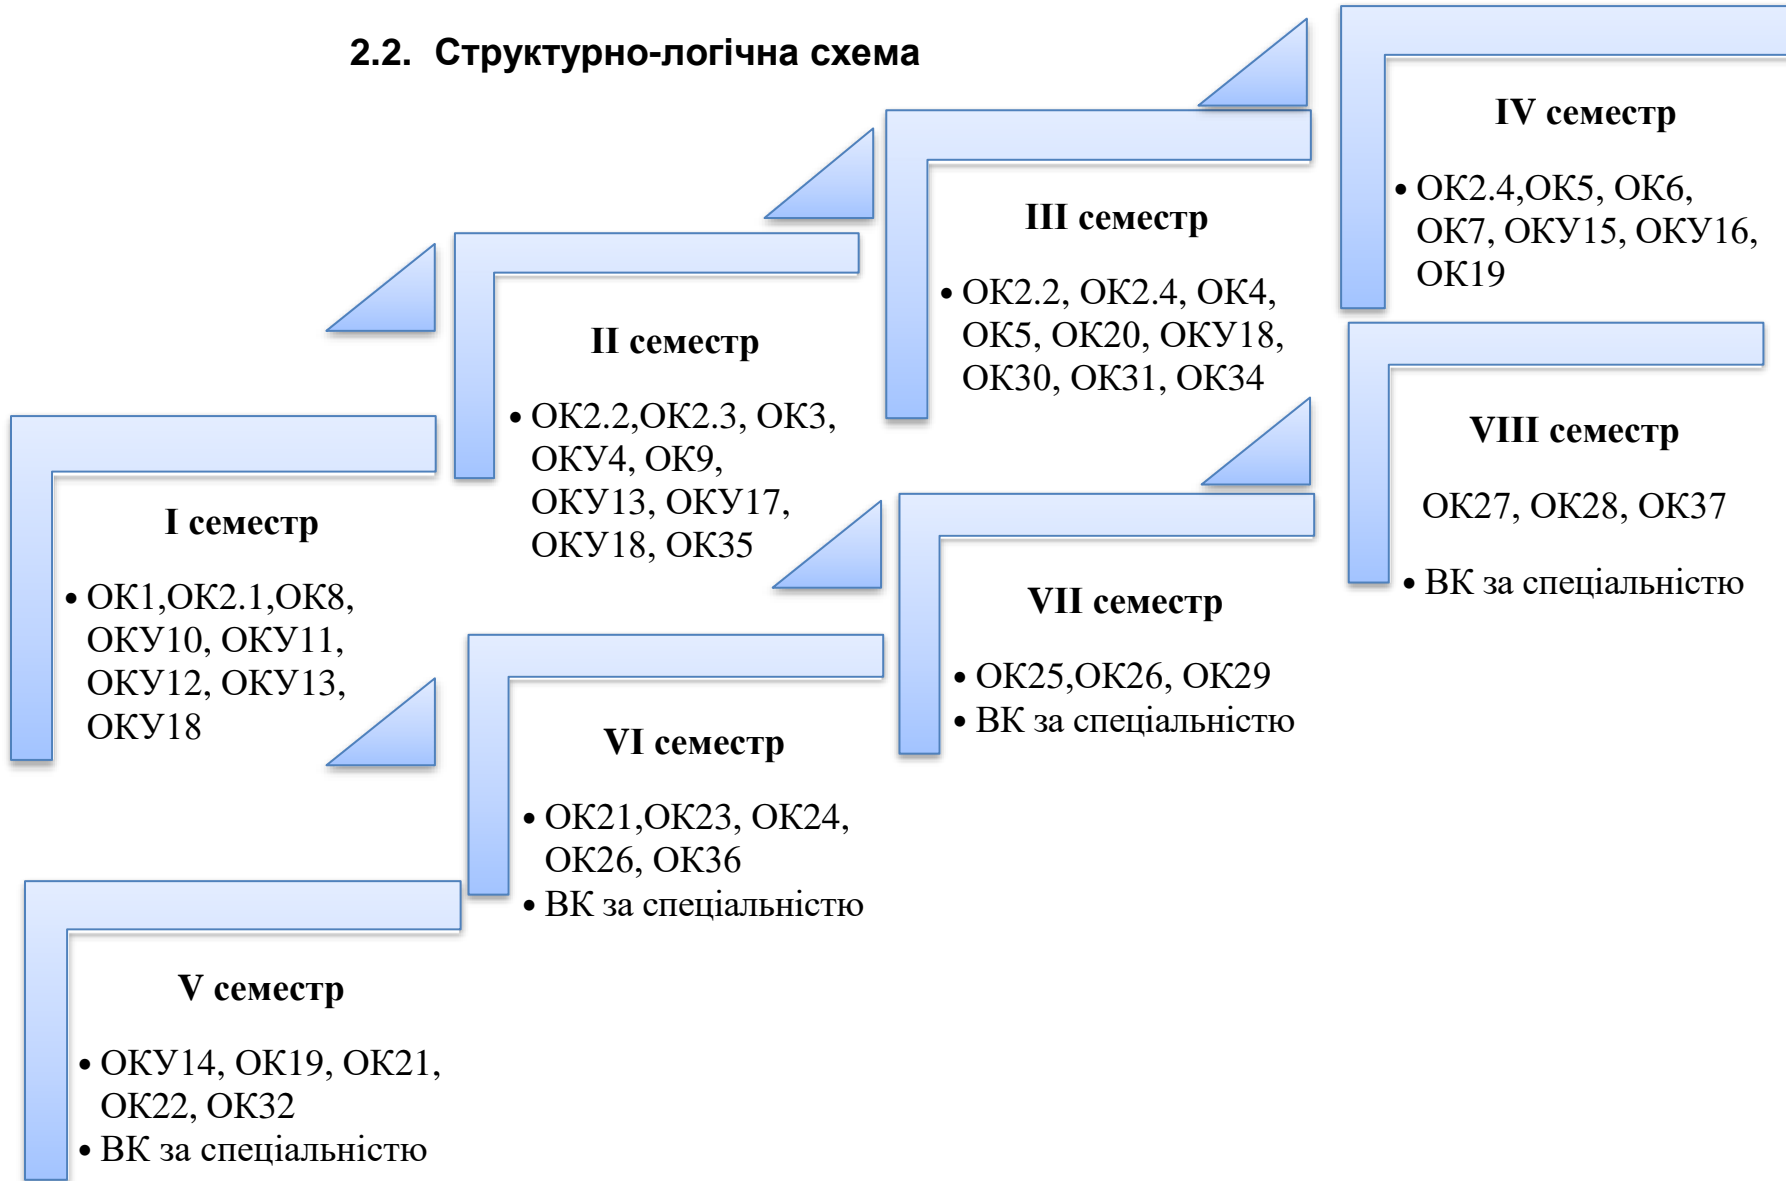 2.2. Структурно-логічна схема
I семестр
• ОК1,ОК2.1,ОК8,
ОКУ10, ОКУ11,
ОКУ12, ОКУ13,
ОКУ18
II семестр
• ОК2.2,ОК2.3, ОК3,
ОКУ4, ОК9,
ОКУ13, ОКУ17,
ОКУ18, ОК35
III семестр
• ОК2.2, ОК2.4, ОК4,
ОК5, ОК20, ОКУ18,
ОК30, ОК31, ОК34
IV семестр
• ОК2.4,ОК5, ОК6,
ОК7, ОКУ15, ОКУ16,
ОК19
V семестр
• ОКУ14, ОК19, ОК21,
ОК22, ОК32
• ВК за спеціальністю
VI семестр
• ОК21,ОК23, ОК24,
ОК26, ОК36
• ВК за спеціальністю
VII семестр
• ОК25,ОК26, ОК29
• ВК за спеціальністю
VIII семестр
ОК27, ОК28, ОК37
• ВК за спеціальністю